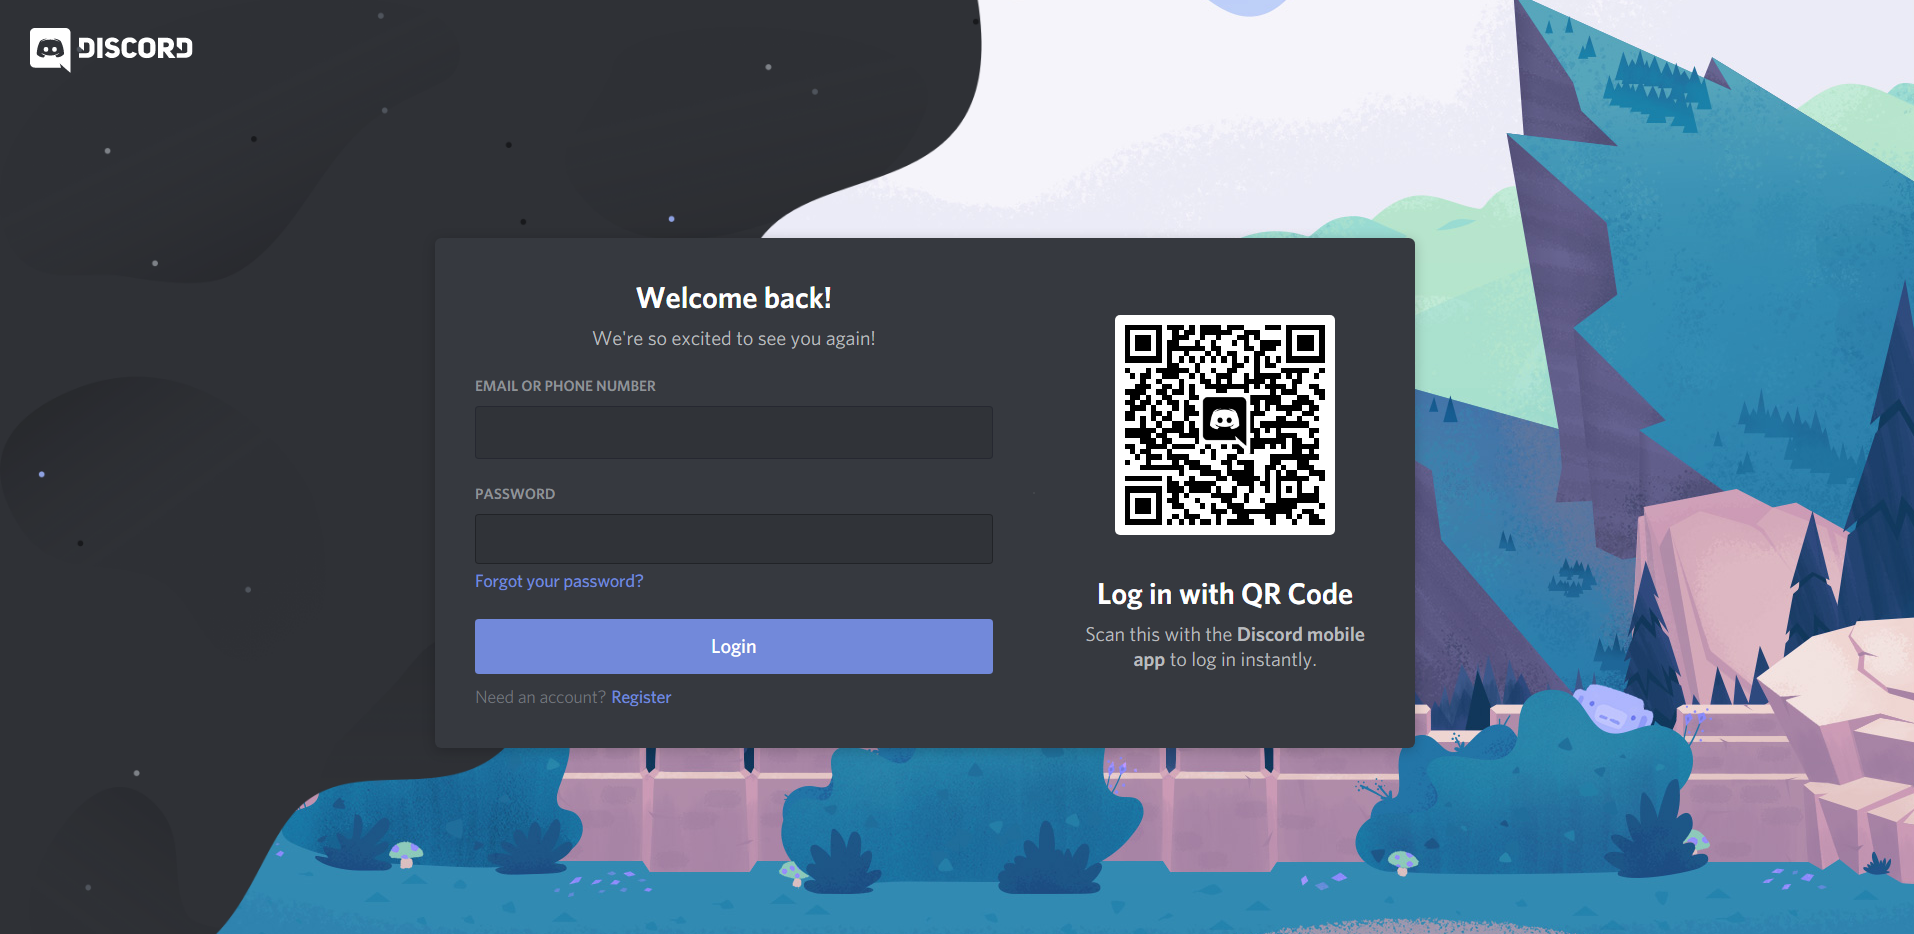 DISCORD
Welcome back!
We're so excited to see you again!
EMAIL OR PHONE NUMBER
PASSWORD
Forgot your password?
Login
Need an account? Register
Log in with QR Code
Scan this with the Discord mobile
app to log in instantly.